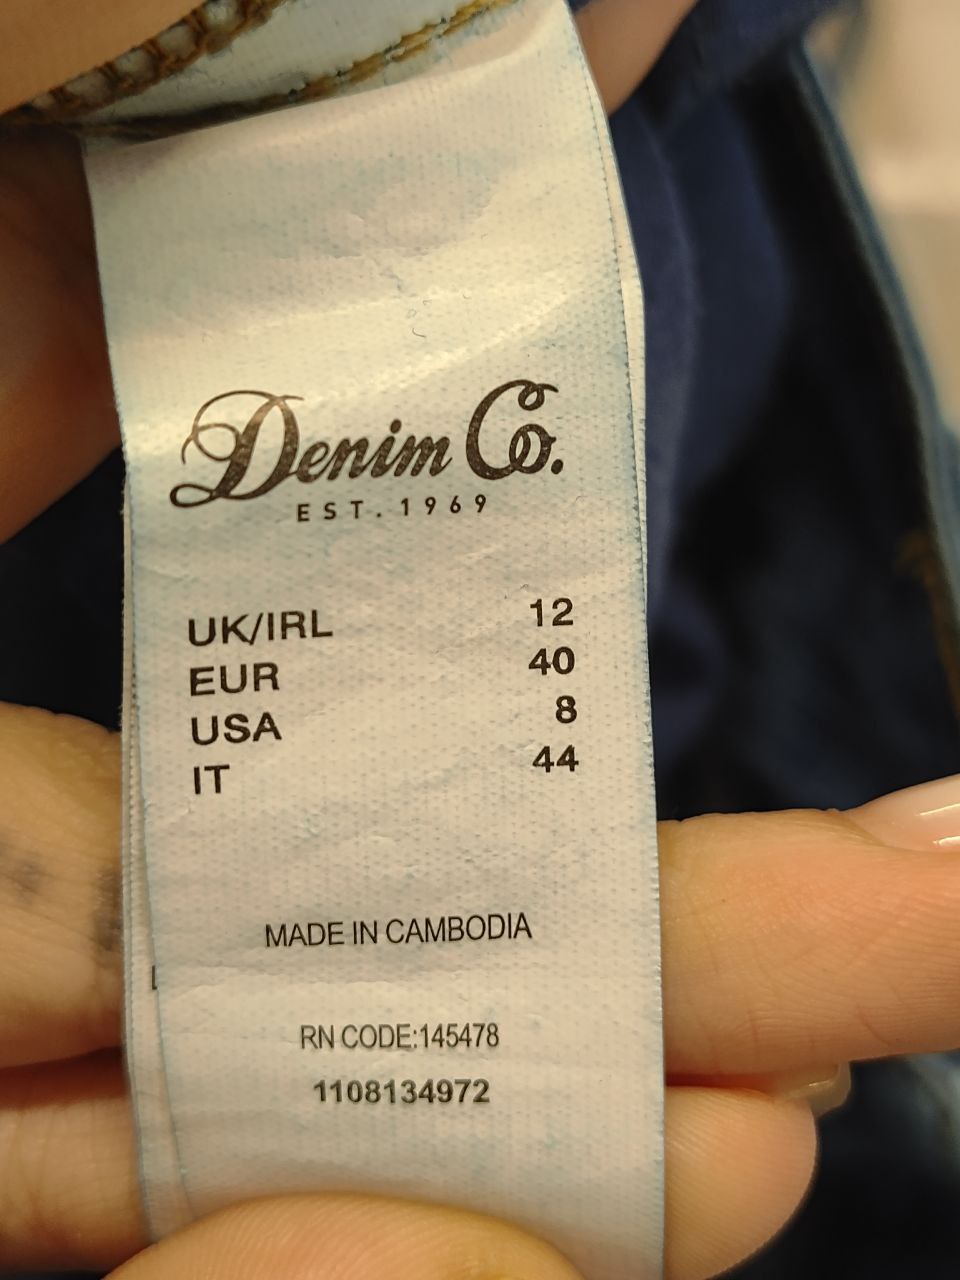 Denim Co.
EST. 1969
UK/IRL 12
EUR 40
USA 8
IT 44
MADE IN CAMBODIA
RN CODE:145478
1108134972